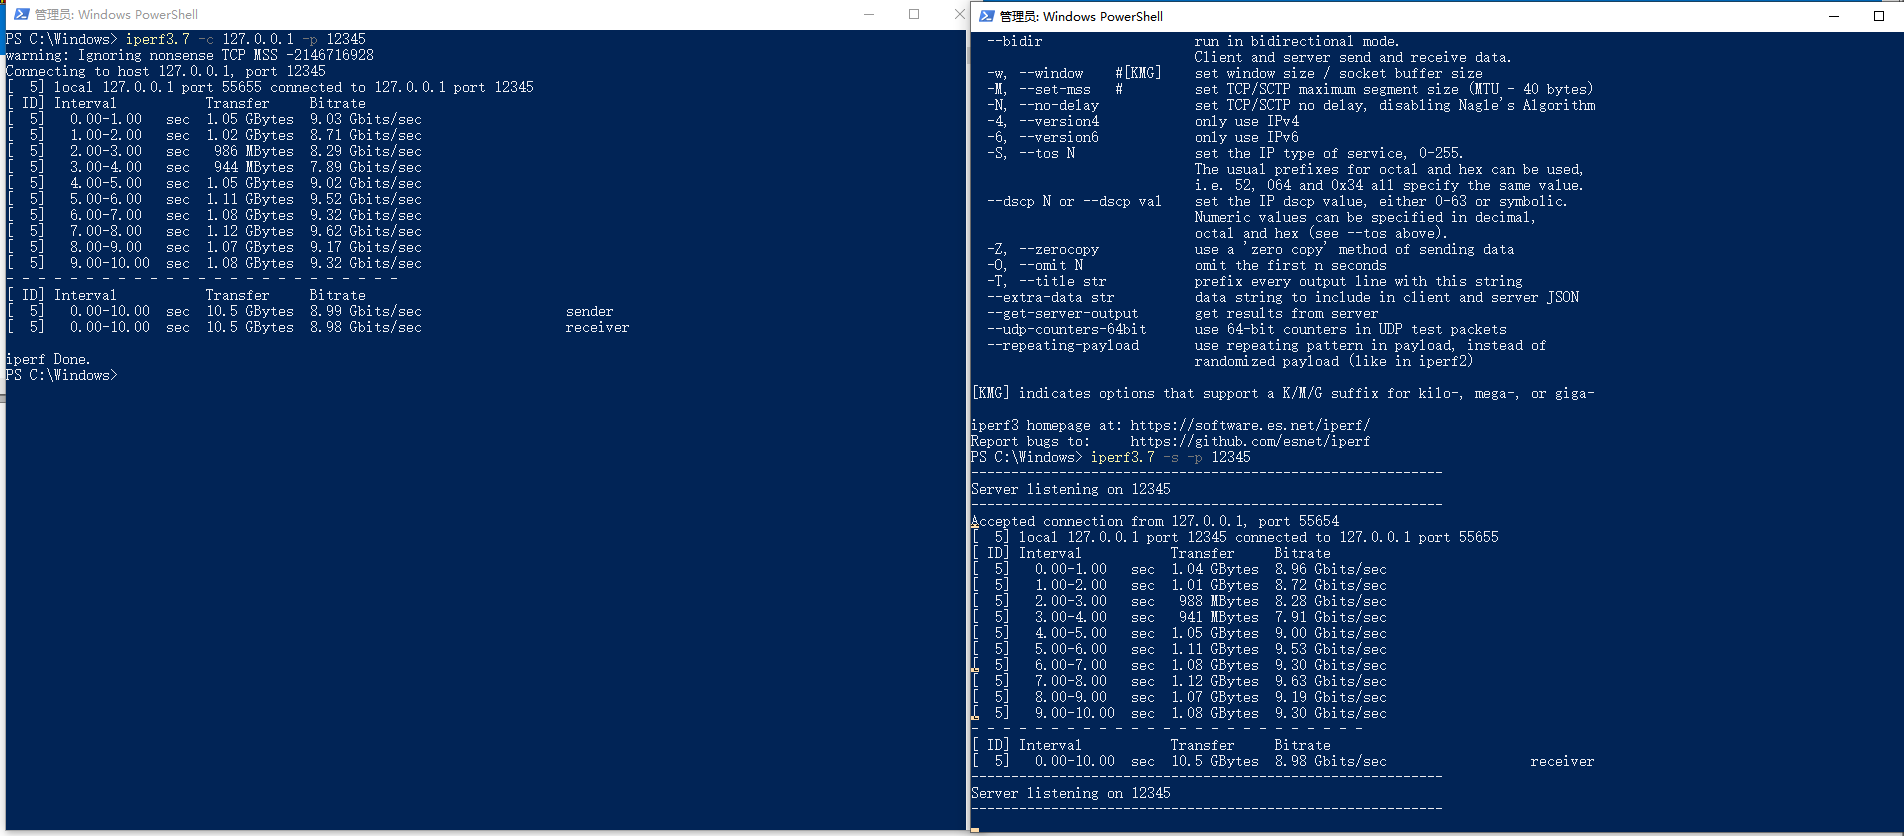 管理员: Windows PowerShell
PS C:\Windows> iperf3.7 -c 127.0.0.1 -p 12345
warning: Ignoring nonsense TCP MSS -2146716928
Connecting to host 127.0.0.1, port 12345
[  5] local 127.0.0.1 port 55655 connected to 127.0.0.1 port 12345
[ ID] Interval           Transfer     Bitrate
[  5]   0.00-1.00   sec  1.05 GBytes  9.03 Gbits/sec
[  5]   1.00-2.00   sec  1.02 GBytes  8.71 Gbits/sec
[  5]   2.00-3.00   sec   986 MBytes  8.29 Gbits/sec
[  5]   3.00-4.00   sec   944 MBytes  7.89 Gbits/sec
[  5]   4.00-5.00   sec  1.05 GBytes  9.02 Gbits/sec
[  5]   5.00-6.00   sec  1.11 GBytes  9.52 Gbits/sec
[  5]   6.00-7.00   sec  1.08 GBytes  9.32 Gbits/sec
[  5]   7.00-8.00   sec  1.12 GBytes  9.62 Gbits/sec
[  5]   8.00-9.00   sec  1.07 GBytes  9.17 Gbits/sec
[  5]   9.00-10.00  sec  1.08 GBytes  9.32 Gbits/sec
- - - - - - - - - - - - - - - - - - - - - - - - -
[ ID] Interval           Transfer     Bitrate
[  5]   0.00-10.00  sec  10.5 GBytes  8.99 Gbits/sec                  sender
[  5]   0.00-10.00  sec  10.5 GBytes  8.98 Gbits/sec                  receiver
iperf Done.
PS C:\Windows>
管理员: Windows PowerShell
--bidir                   run in bidirectional mode.
Client and server send and receive data.
-w, --window    #[KMG]    set window size / socket buffer size
-M, --set-mss   #         set TCP/SCTP maximum segment size (MTU - 40 bytes)
-N, --no-delay            set TCP/SCTP no delay, disabling Nagle's Algorithm
-4, --version4            only use IPv4
-6, --version6            only use IPv6
-S, --tos N               set the IP type of service, 0-255.
The usual prefixes for octal and hex can be used,
i.e. 52, 064 and 0x34 all specify the same value.
--dscp N or --dscp val    set the IP dscp value, either 0-63 or symbolic.
Numeric values can be specified in decimal,
octal and hex (see --tos above).
-Z, --zerocopy            use a 'zero copy' method of sending data
-O, --omit N              omit the first n seconds
-T, --title str           prefix every output line with this string
--extra-data str          data string to include in client and server JSON
--get-server-output       get results from server
--udp-counters-64bit      use 64-bit counters in UDP test packets
--repeating-payload       use repeating pattern in payload, instead of
randomized payload (like in iperf2)
[KMG] indicates options that support a K/M/G suffix for kilo-, mega-, or giga-
iperf3 homepage at: https://software.es.net/iperf/
Report bugs to:     https://github.com/esnet/iperf
PS C:\Windows> iperf3.7 -s -p 12345
-----------------------------------------------------------
Server listening on 12345
-----------------------------------------------------------
Accepted connection from 127.0.0.1, port 55654
[  5] local 127.0.0.1 port 12345 connected to 127.0.0.1 port 55655
[ ID] Interval           Transfer     Bitrate
[  5]   0.00-1.00   sec  1.04 GBytes  8.96 Gbits/sec
[  5]   1.00-2.00   sec  1.01 GBytes  8.72 Gbits/sec
[  5]   2.00-3.00   sec   988 MBytes  8.28 Gbits/sec
[  5]   3.00-4.00   sec   941 MBytes  7.91 Gbits/sec
[  5]   4.00-5.00   sec  1.05 GBytes  9.00 Gbits/sec
[  5]   5.00-6.00   sec  1.11 GBytes  9.53 Gbits/sec
[  5]   6.00-7.00   sec  1.08 GBytes  9.30 Gbits/sec
[  5]   7.00-8.00   sec  1.12 GBytes  9.63 Gbits/sec
[  5]   8.00-9.00   sec  1.07 GBytes  9.19 Gbits/sec
[  5]   9.00-10.00  sec  1.08 GBytes  9.30 Gbits/sec
- - - - - - - - - - - - - - - - - - - - - - - - -
[ ID] Interval           Transfer     Bitrate
[  5]   0.00-10.00  sec  10.5 GBytes  8.98 Gbits/sec                  receiver
-----------------------------------------------------------
Server listening on 12345
-----------------------------------------------------------